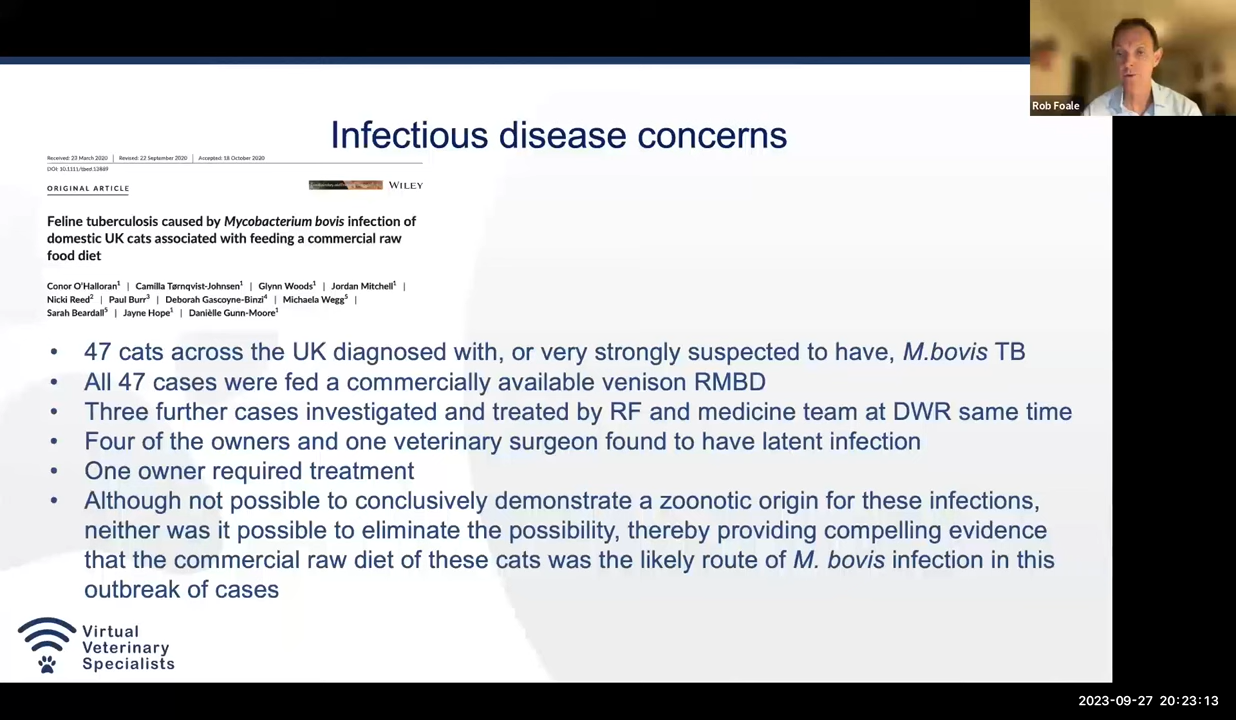 Rob Foale
Infectious disease concerns
Received: 23 March 2020 | Revised: 22 September 2020 | Accepted: 18 October 2020
ORIGINAL ARTICLE
WILEY
Feline tuberculosis caused by Mycobacterium bovis infection of
domestic UK cats associated with feeding a commercial raw
food diet
Conor O'Halloran1 | Camilla Tørnqvist-Johnsen1 | Glynn Woods1 | Jordan Mitchell1 |
Nicki Reed2 | Paul Burr3 | Deborah Gascoyne-Binzi4 | Michaela Wegg5 |
Sarah Beardall5 | Jayne Hope1 | Danièlle Gunn-Moore1
• 47 cats across the UK diagnosed with, or very strongly suspected to have, M.bovis TB
• All 47 cases were fed a commercially available venison RMBD
• Three further cases investigated and treated by RF and medicine team at DWR same time
• Four of the owners and one veterinary surgeon found to have latent infection
• One owner required treatment
• Although not possible to conclusively demonstrate a zoonotic origin for these infections,
neither was it possible to eliminate the possibility, thereby providing compelling evidence
that the commercial raw diet of these cats was the likely route of M. bovis infection in this
outbreak of cases
Virtual
Veterinary
Specialists
2023-09-27 20:23:13